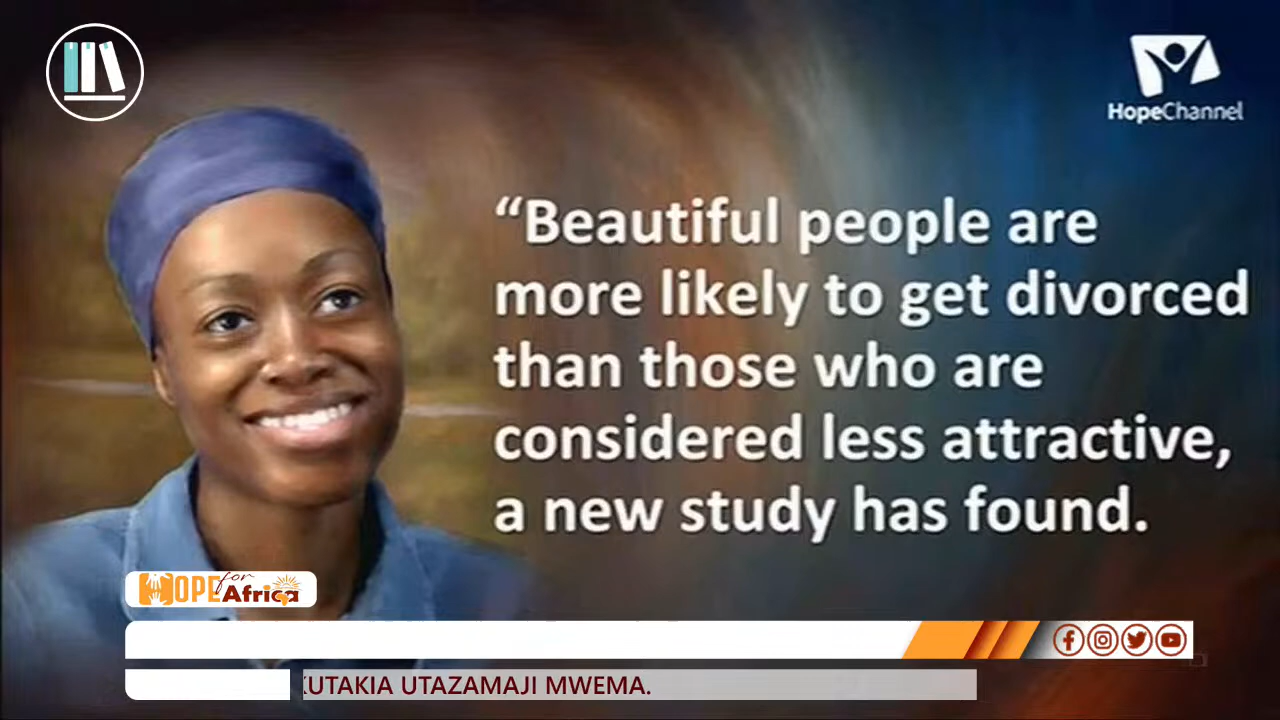 HopeChannel
“Beautiful people are
more likely to get divorced
than those who are
considered less attractive,
a new study has found.
HOPE for
Africa
UTAKIA UTAZAMAJI MWEMA.